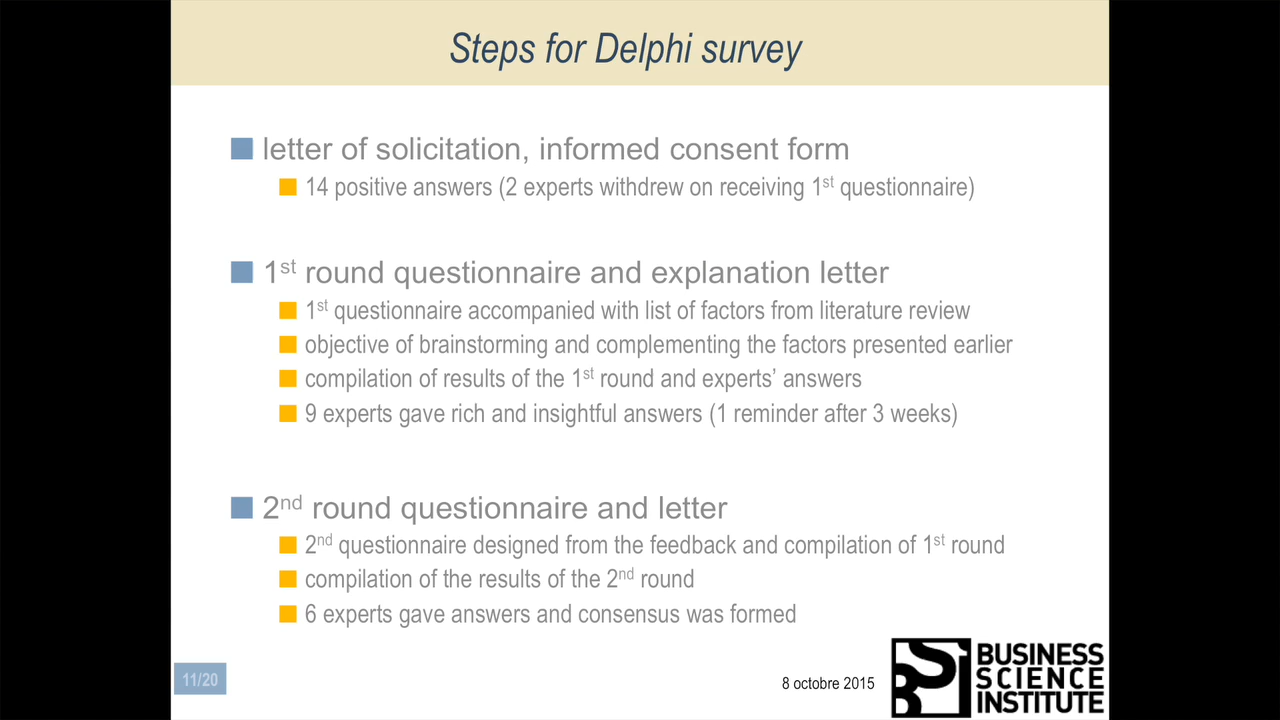 Steps for Delphi survey
letter of solicitation, informed consent form
14 positive answers (2 experts withdrew on receiving 1st questionnaire)
1st round questionnaire and explanation letter
1st questionnaire accompanied with list of factors from literature review
objective of brainstorming and complementing the factors presented earlier
compilation of results of the 1st round and experts’ answers
9 experts gave rich and insightful answers (1 reminder after 3 weeks)
2nd round questionnaire and letter
2nd questionnaire designed from the feedback and compilation of 1st round
compilation of the results of the 2nd round
6 experts gave answers and consensus was formed
11/20
8 octobre 2015
BSi
BUSINESS
SCIENCE
INSTITUTE